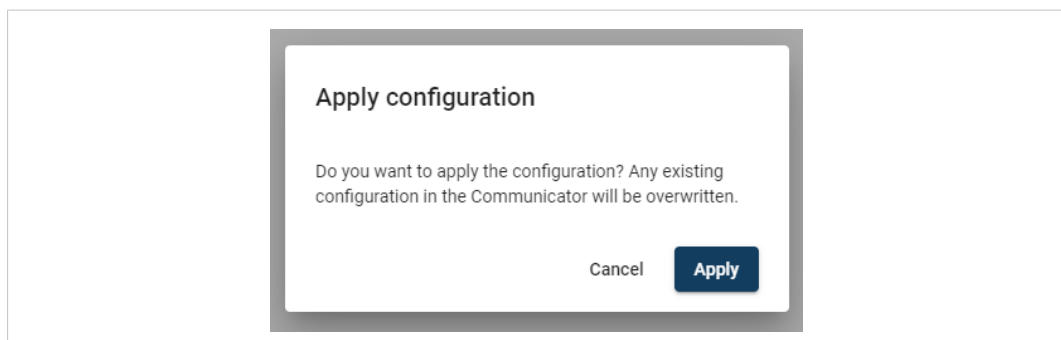 Apply configuration
Do you want to apply the configuration? Any existing
configuration in the Communicator will be overwritten.
Cancel Apply